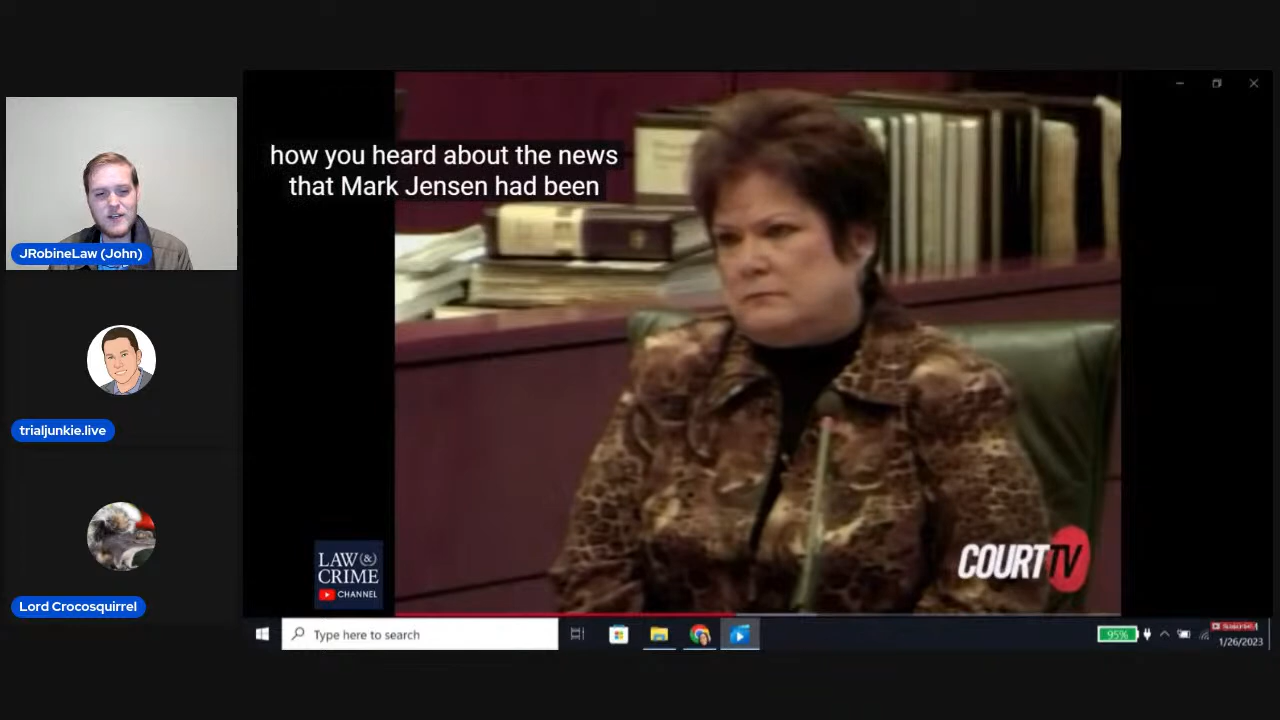 how you heard about the news
that Mark Jensen had been
JRobineLaw (John)
trialjunkie.live
Lord Crocosquirrel
LAW &
CRIME
CHANNEL
COURT TV
Type here to search
95%
1/26/2023